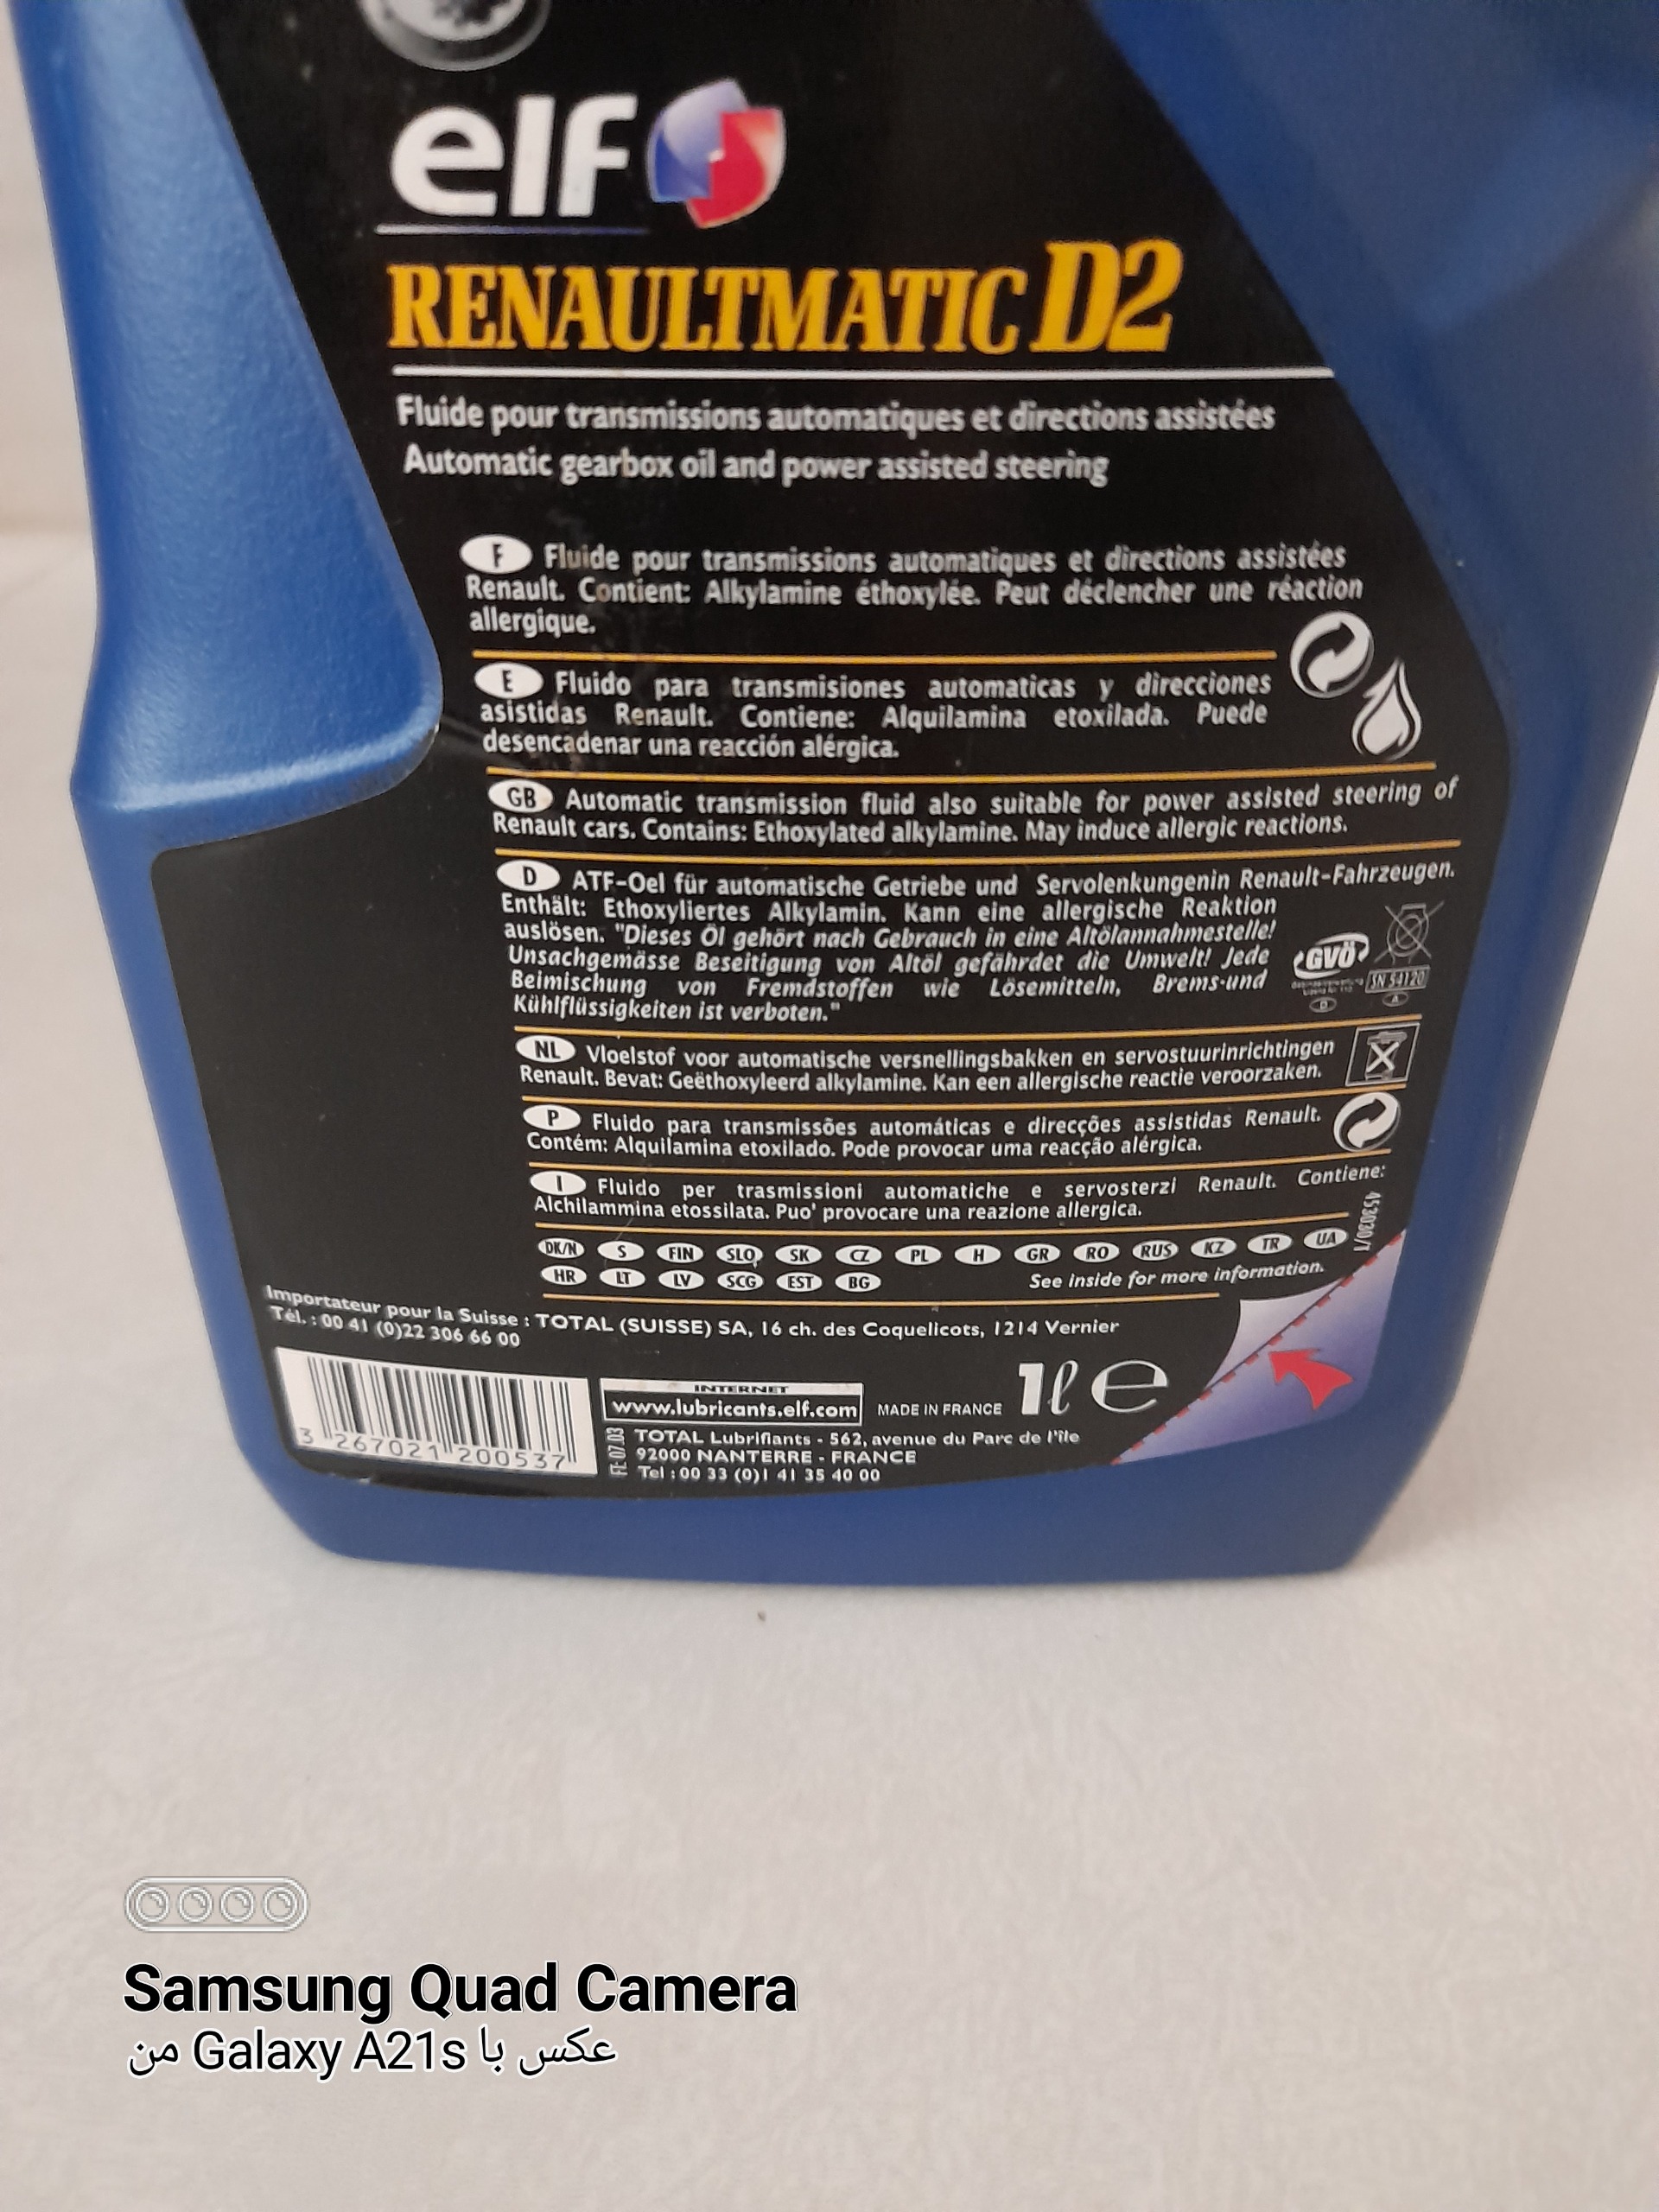 elf
RENAULTMATIC D2
Fluide pour transmissions automatiques et directions assistées
Automatic gearbox oil and power assisted steering
F Fluide pour transmissions automatiques et directions assistées
Renault. Contient: Alkylamine éthoxylée. Peut déclencher une réaction
allergique.
E Fluido para transmisiones automaticas y direcciones
asistidas Renault. Contiene: Alquilamina etoxilada. Puede
desencadenar una reacción alérgica.
GB Automatic transmission fluid also suitable for power assisted steering of
Renault cars. Contains: Ethoxylated alkylamine. May induce allergic reactions.
D ATF-Oel für automatische Getriebe und Servolenkungenin Renault-Fahrzeugen.
Enthält: Ethoxyliertes Alkylamin. Kann eine allergische Reaktion
auslösen. "Dieses Öl gehört nach Gebrauch in eine Altölannahmestelle!
Unsachgemässe Beseitigung von Altöl gefährdet die Umwelt! Jede
Beimischung von Fremdstoffen wie Lösemitteln, Brems-und
Kühlflüssigkeiten ist verboten."
GVÖ
SN 54120
D A
NL Vloelstof voor automatische versnellingsbakken en servostuurinrichtingen
Renault. Bevat: Geëthoxyleerd alkylamine. Kan een allergische reactie veroorzaken.
P Fluido para transmissões automáticas e direcções assistidas Renault.
Contém: Alquilamina etoxilado. Pode provocar uma reacção alérgica.
I Fluido per trasmissioni automatiche e servosterzi Renault. Contiene:
Alchilammina etossilata. Puo' provocare una reazione allergica.
453030/1
DK/N S FIN SLO SK CZ PL H GR RO RUS KZ TR UA
HR LT LV SCG EST BG See inside for more information.
Importateur pour la Suisse : TOTAL (SUISSE) SA, 16 ch. des Coquelicots, 1214 Vernier
Tél. : 00 41 (0)22 306 66 00
3 267021 200537
INTERNET
www.lubricants.elf.com
MADE IN FRANCE
1ℓ e
FE 07.03
TOTAL Lubrifiants - 562, avenue du Parc de l'île
92000 NANTERRE - FRANCE
Tel : 00 33 (0)1 41 35 40 00
Samsung Quad Camera
عکس با Galaxy A21s من